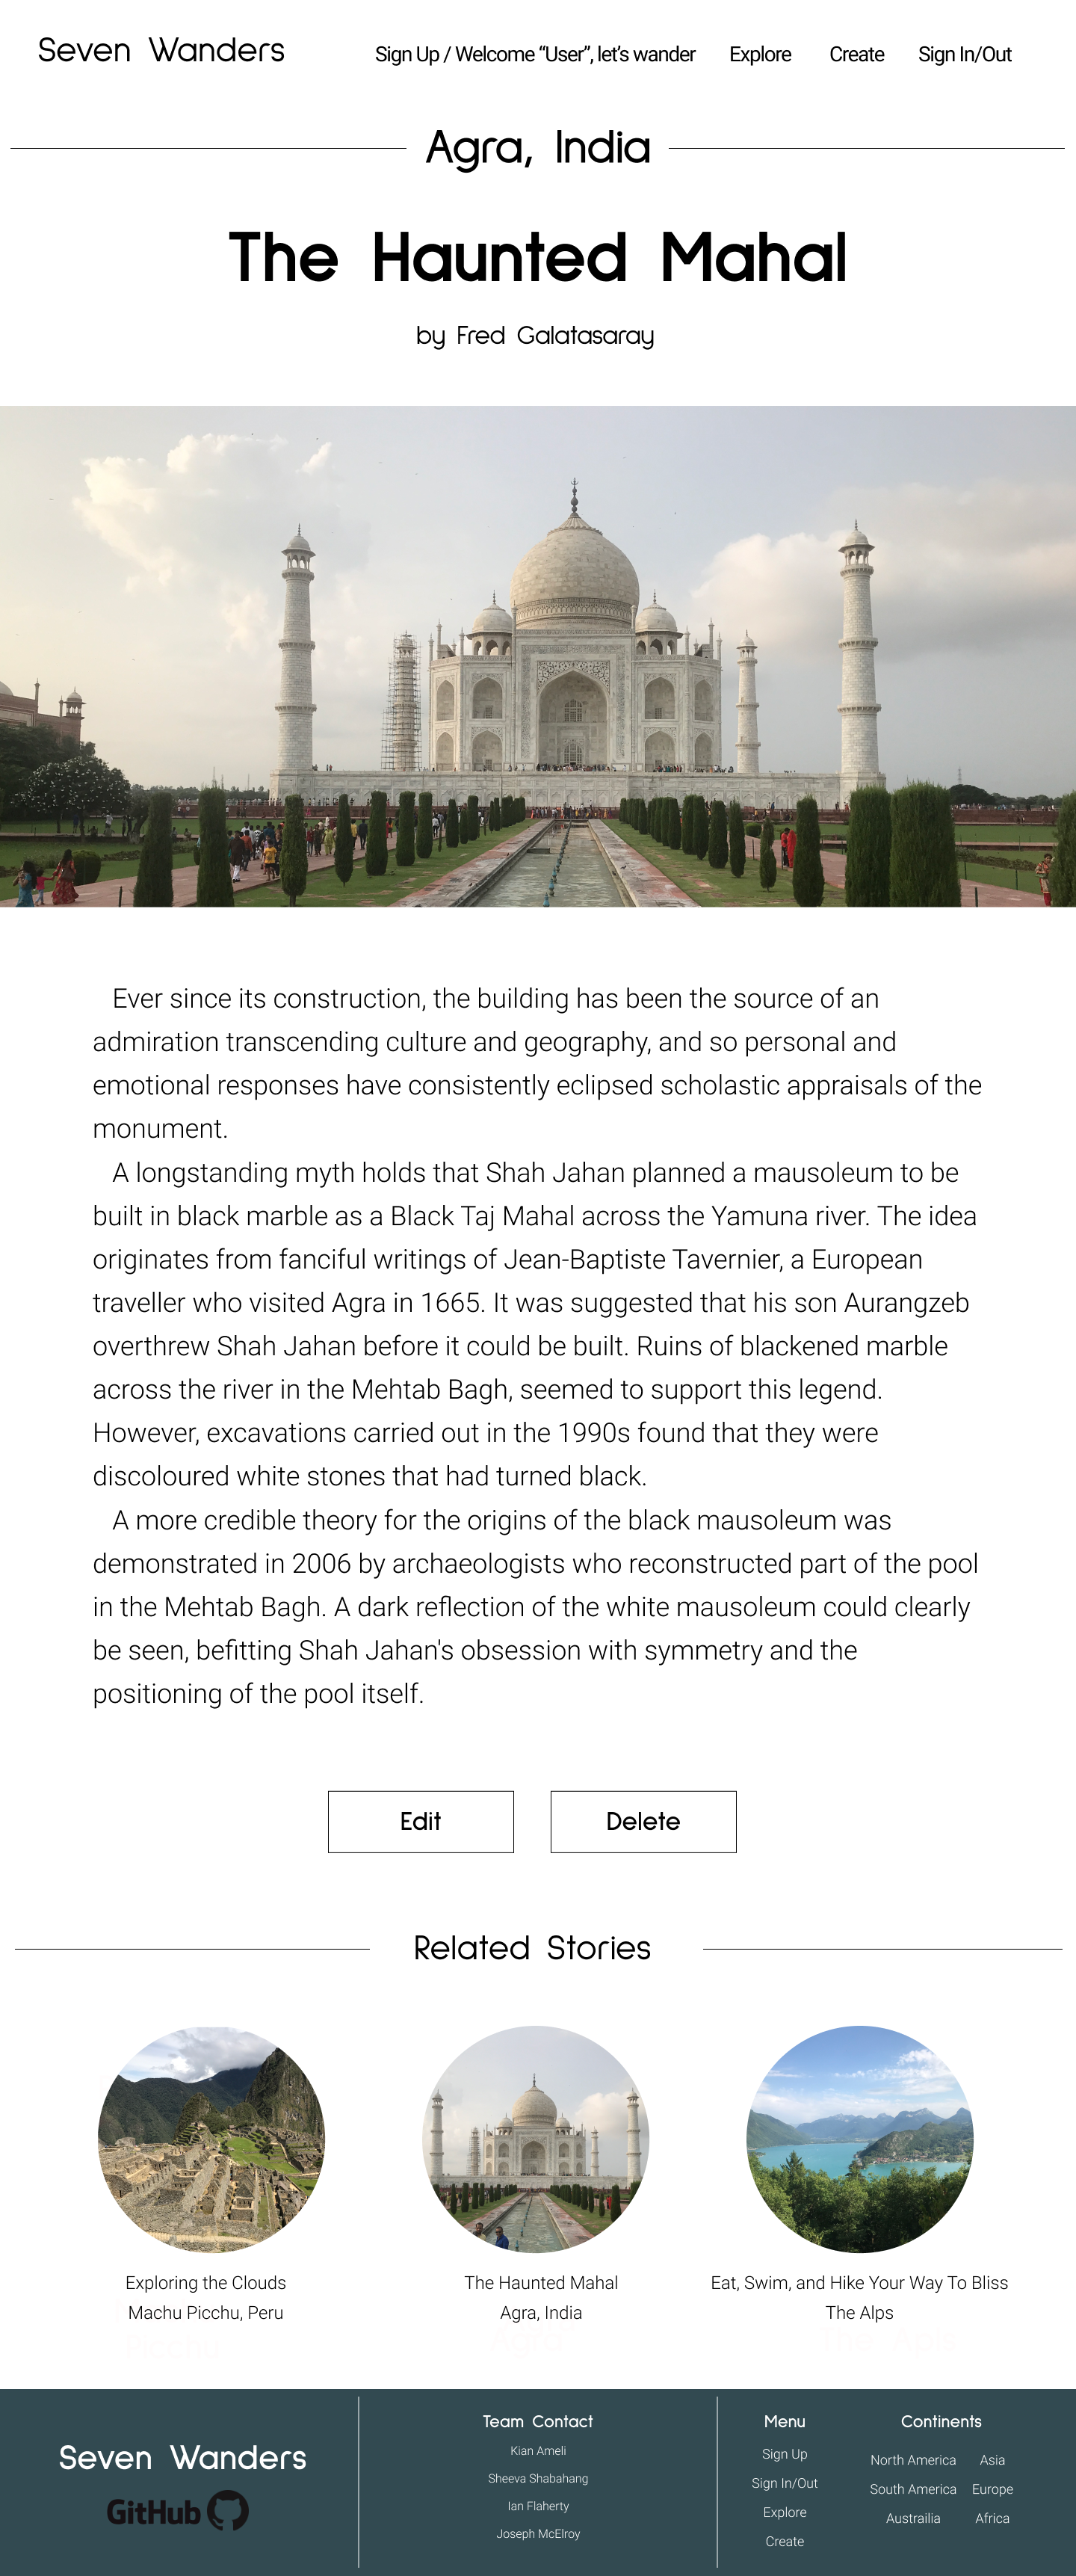 Seven Wanders
Sign Up / Welcome “User”, let’s wander
Explore
Create
Sign In/Out
Agra, India
The Haunted Mahal
by Fred Galatasaray
Ever since its construction, the building has been the source of an
admiration transcending culture and geography, and so personal and
emotional responses have consistently eclipsed scholastic appraisals of the
monument.
A longstanding myth holds that Shah Jahan planned a mausoleum to be
built in black marble as a Black Taj Mahal across the Yamuna river. The idea
originates from fanciful writings of Jean-Baptiste Tavernier, a European
traveller who visited Agra in 1665. It was suggested that his son Aurangzeb
overthrew Shah Jahan before it could be built. Ruins of blackened marble
across the river in the Mehtab Bagh, seemed to support this legend.
However, excavations carried out in the 1990s found that they were
discoloured white stones that had turned black.
A more credible theory for the origins of the black mausoleum was
demonstrated in 2006 by archaeologists who reconstructed part of the pool
in the Mehtab Bagh. A dark reflection of the white mausoleum could clearly
be seen, befitting Shah Jahan's obsession with symmetry and the
positioning of the pool itself.
Edit
Delete
Related Stories
Exploring the Clouds
Machu Picchu, Peru
The Haunted Mahal
Agra, India
Eat, Swim, and Hike Your Way To Bliss
The Alps
Seven Wanders
GitHub
Team Contact
Kian Ameli
Sheeva Shabahang
Ian Flaherty
Joseph McElroy
Menu
Sign Up
Sign In/Out
Explore
Create
Continents
North America
Asia
South America
Europe
Austrailia
Africa